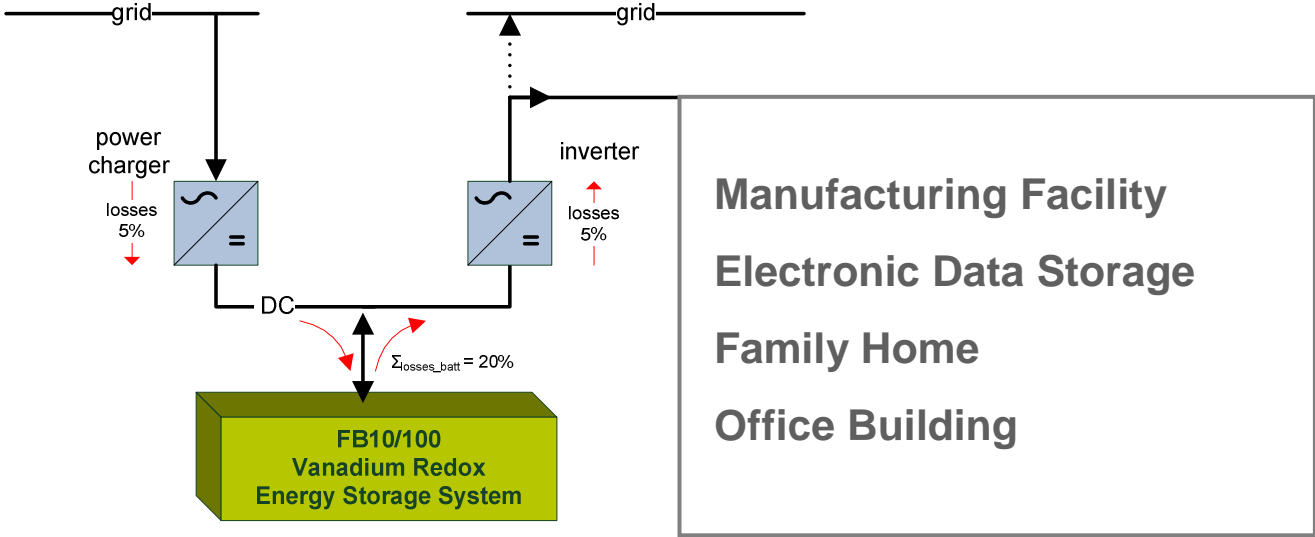 grid
grid
power
charger
losses
5%
inverter
losses
5%
DC
Σlosses_batt = 20%
FB10/100
Vanadium Redox
Energy Storage System
Manufacturing Facility
Electronic Data Storage
Family Home
Office Building